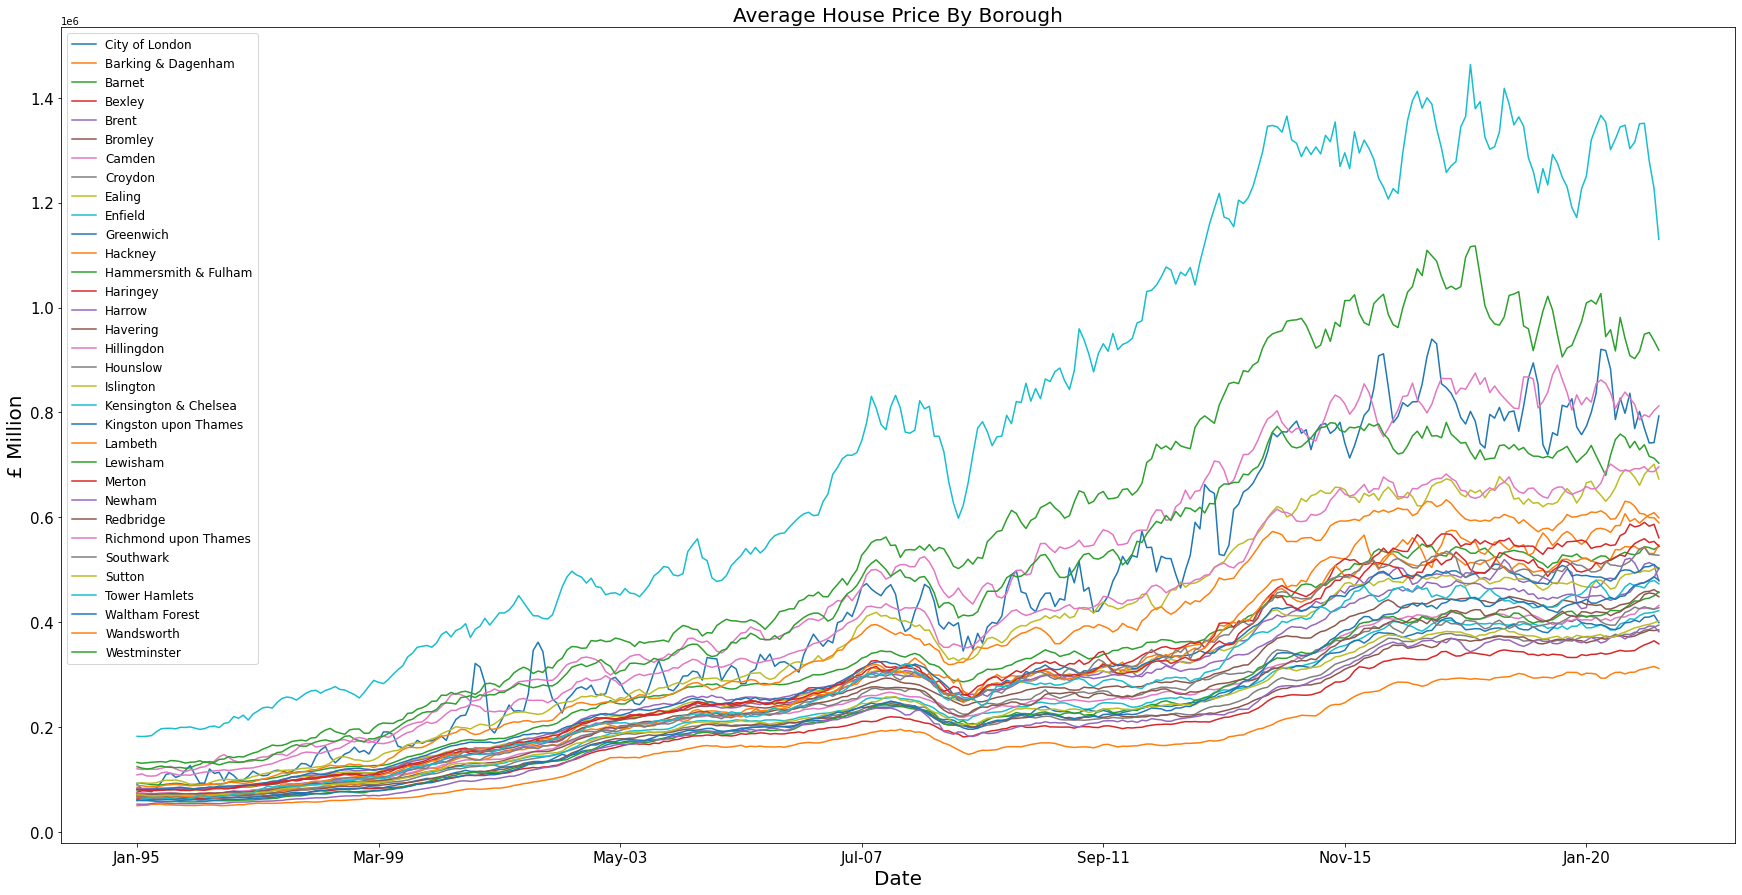 Average House Price By Borough
1e6
City of London
Barking & Dagenham
Barnet
Bexley
Brent
Bromley
Camden
Croydon
Ealing
Enfield
Greenwich
Hackney
Hammersmith & Fulham
Haringey
Harrow
Havering
Hillingdon
Hounslow
Islington
Kensington & Chelsea
Kingston upon Thames
Lambeth
Lewisham
Merton
Newham
Redbridge
Richmond upon Thames
Southwark
Sutton
Tower Hamlets
Waltham Forest
Wandsworth
Westminster
1.4
1.2
1.0
0.8
0.6
0.4
0.2
0.0
£ Million
Jan-95 Mar-99 May-03 Jul-07 Sep-11 Nov-15 Jan-20
Date